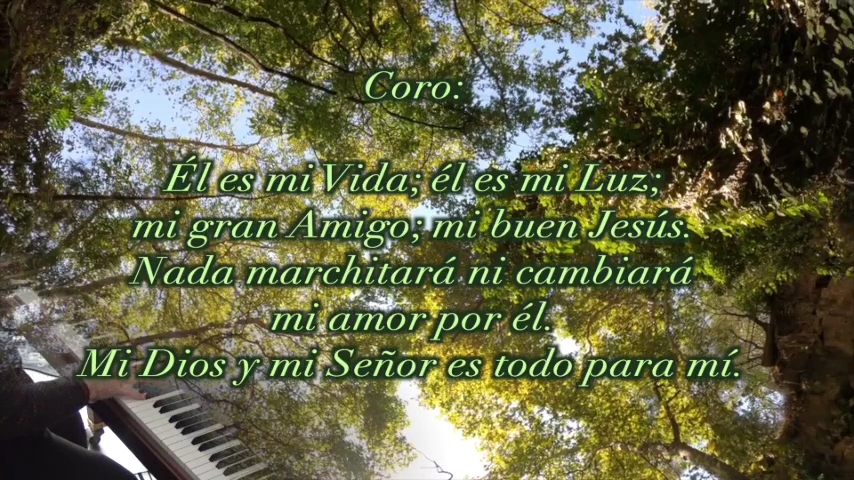 Coro:
Él es mi Vida; él es mi Luz;
mi gran Amigo; mi buen Jesús.
Nada marchitará ni cambiará
mi amor por él.
Mi Dios y mi Señor es todo para mí.